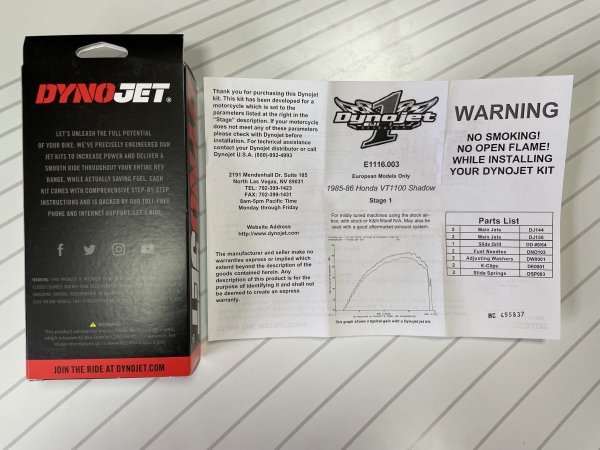 DYNOJET®
LET'S UNLEASH THE FULL POTENTIAL
OF YOUR BIKE. WE'VE PRECISELY ENGINEERED OUR
JET KITS TO INCREASE POWER AND DELIVER A
SMOOTH RIDE THROUGHOUT YOUR ENTIRE REV
RANGE, WHILE ACTUALLY SAVING FUEL. EACH
KIT COMES WITH COMPREHENSIVE STEP-BY-STEP
INSTRUCTIONS AND IS BACKED BY OUR TOLL-FREE
PHONE AND INTERNET SUPPORT. LET'S RIDE.
WARNING
JOIN THE RIDE AT DYNOJET.COM
Thank you for purchasing this Dynojet
kit. This kit has been developed for a
motorcycle which is set to the
parameters listed at the right in the
"Stage" description. If your motorcycle
does not meet any of these parameters
please check with Dynojet before
installation. For technical assistance
contact your Dynojet distributor or call
Dynojet U.S.A. (800)-992-4993
2191 Mendenhall Dr. Suite 105
North Las Vegas, NV 89031
TEL: 702-399-1423
FAX: 702-399-1431
8am-5pm Pacific Time
Monday through Friday
Website Address
http://www.dynojet.com
The manufacturer and seller make no
warranties express or implied which
extend beyond the description of the
goods contained herein. Any
description of this product is for the
purpose of identifying it and shall not
be deemed to create an express
warranty.
Dynojet
1
E1116.003
European Models Only
1985-86 Honda VT1100 Shadow
Stage 1
For mildly tuned machines using the stock air-
box, with stock or K&N filter. May also be
used with a good aftermarket exhaust system.
This graph shows a typical gain with a Dynojet jet kit.
WARNING
NO SMOKING!
NO OPEN FLAME!
WHILE INSTALLING
YOUR DYNOJET KIT
Parts List
2 Main Jets DJ144
2 Main Jets DJ150
1 Slide Drill DD #9/64
2 Fuel Needles DNO103
2 Adjusting Washers DW0001
2 E-Clips DE0001
2 Slide Springs DSP003
MC 455837